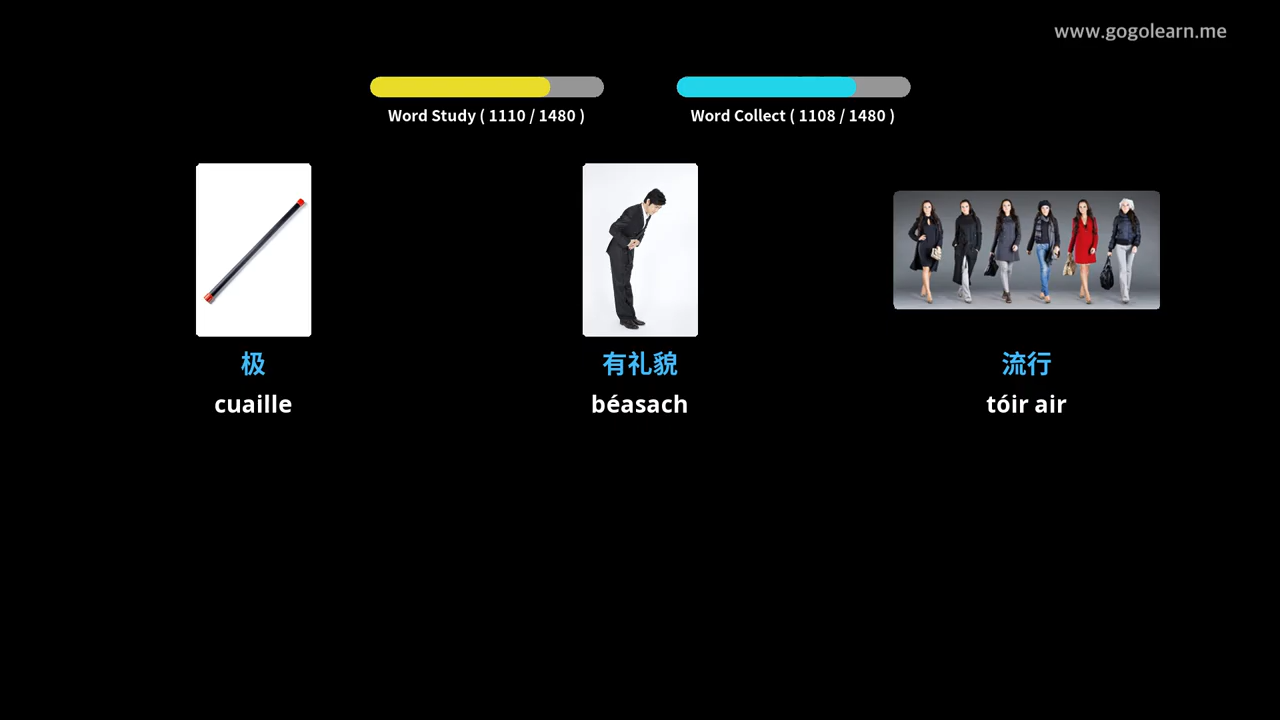 www.gogolearn.me
Word Study ( 1110 / 1480 )
Word Collect ( 1108 / 1480 )
极
有礼貌
流行
cuaille
béasach
tóir air